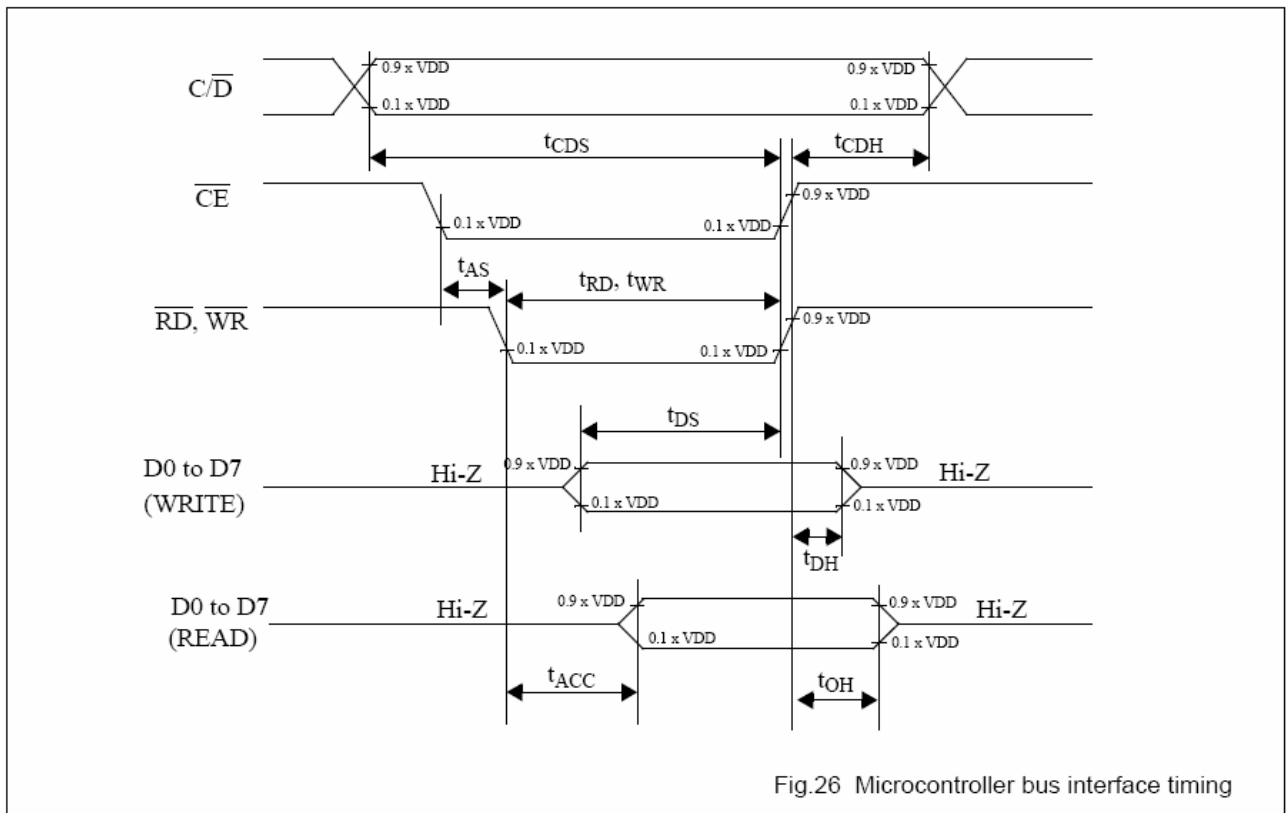 C/D̅
0.9 x VDD
0.9 x VDD
0.1 x VDD
0.1 x VDD
tCDS
tCDH
C̅E̅
0.9 x VDD
0.1 x VDD
0.1 x VDD
tAS
tRD, tWR
R̅D̅, W̅R̅
0.9 x VDD
0.1 x VDD
0.1 x VDD
tDS
D0 to D7
(WRITE)
Hi-Z
0.9 x VDD
0.9 x VDD
Hi-Z
0.1 x VDD
0.1 x VDD
tDH
D0 to D7
(READ)
Hi-Z
0.9 x VDD
0.9 x VDD
Hi-Z
0.1 x VDD
0.1 x VDD
tACC
tOH
Fig.26 Microcontroller bus interface timing